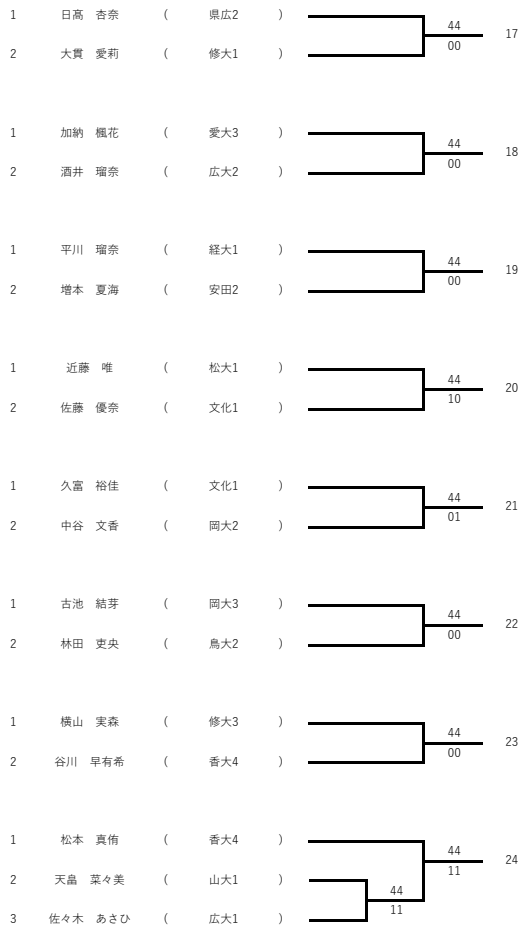 1 日髙 杏奈 ( 県広2 ) 44
17
2 大貫 愛莉 ( 修大1 ) 00
1 加納 楓花 ( 愛大3 ) 44
18
2 酒井 瑠奈 ( 広大2 ) 00
1 平川 瑠奈 ( 経大1 ) 44
19
2 増本 夏海 ( 安田2 ) 00
1 近藤 唯 ( 松大1 ) 44
20
2 佐藤 優奈 ( 文化1 ) 10
1 久富 裕佳 ( 文化1 ) 44
21
2 中谷 文香 ( 岡大2 ) 01
1 古池 結芽 ( 岡大3 ) 44
22
2 林田 吏央 ( 鳥大2 ) 00
1 横山 実森 ( 修大3 ) 44
23
2 谷川 早有希 ( 香大4 ) 00
1 松本 真侑 ( 香大4 ) 44
24
2 天畠 菜々美 ( 山大1 ) 11
44
3 佐々木 あさひ ( 広大1 ) 11